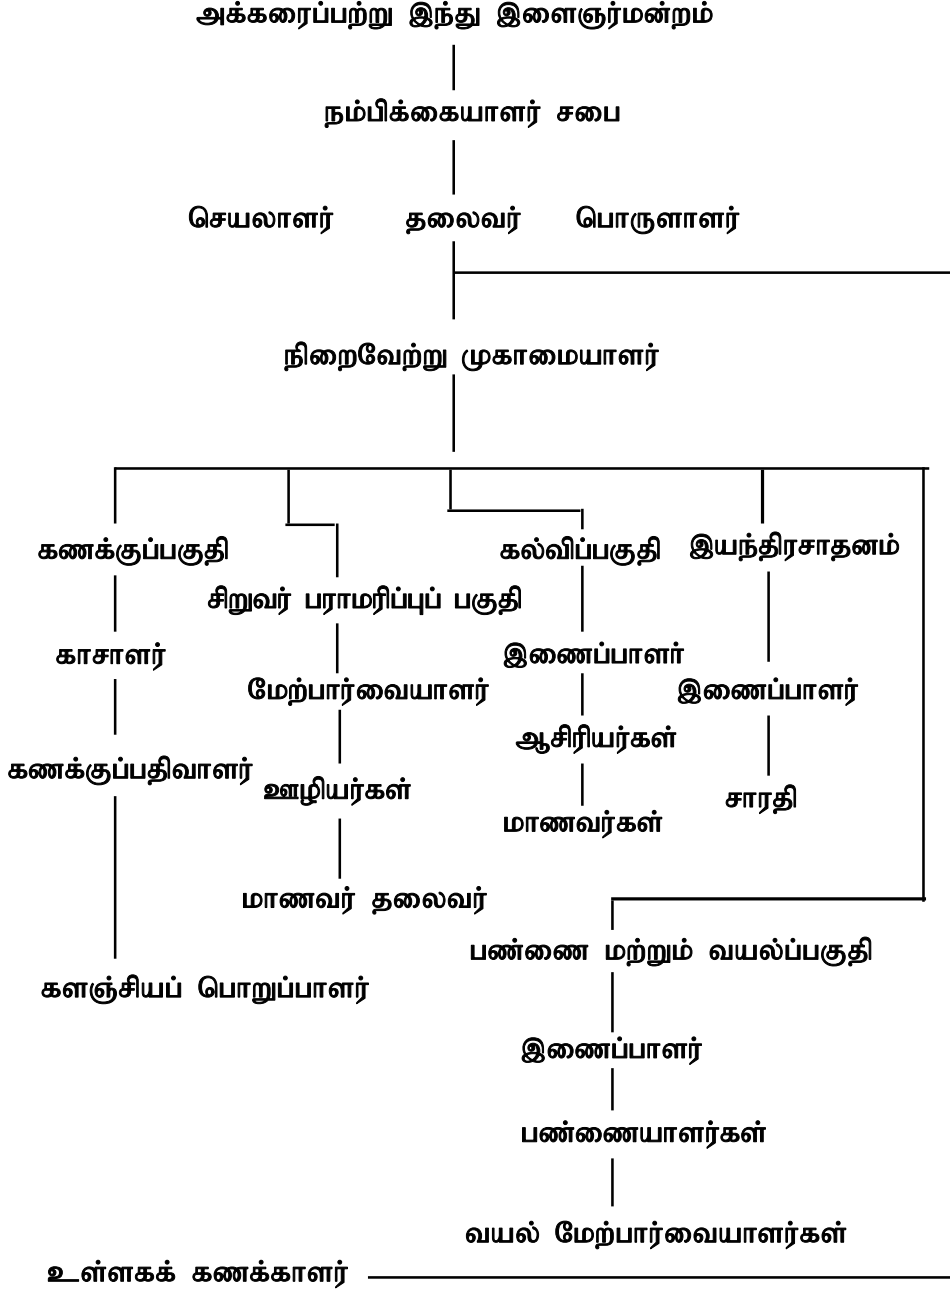 அக்கரைப்பற்று இந்து இளைஞர்மன்றம்
நம்பிக்கையாளர் சபை
செயலாளர் தலைவர் பொருளாளர்
நிறைவேற்று முகாமையாளர்
கணக்குப்பகுதி
காசாளர்
கணக்குப்பதிவாளர்
களஞ்சியப் பொறுப்பாளர்
சிறுவர் பராமரிப்புப் பகுதி
மேற்பார்வையாளர்
ஊழியர்கள்
மாணவர் தலைவர்
கல்விப்பகுதி
இணைப்பாளர்
ஆசிரியர்கள்
மாணவர்கள்
இயந்திரசாதனம்
இணைப்பாளர்
சாரதி
பண்ணை மற்றும் வயல்ப்பகுதி
இணைப்பாளர்
பண்ணையாளர்கள்
வயல் மேற்பார்வையாளர்கள்
உள்ளகக் கணக்காளர்